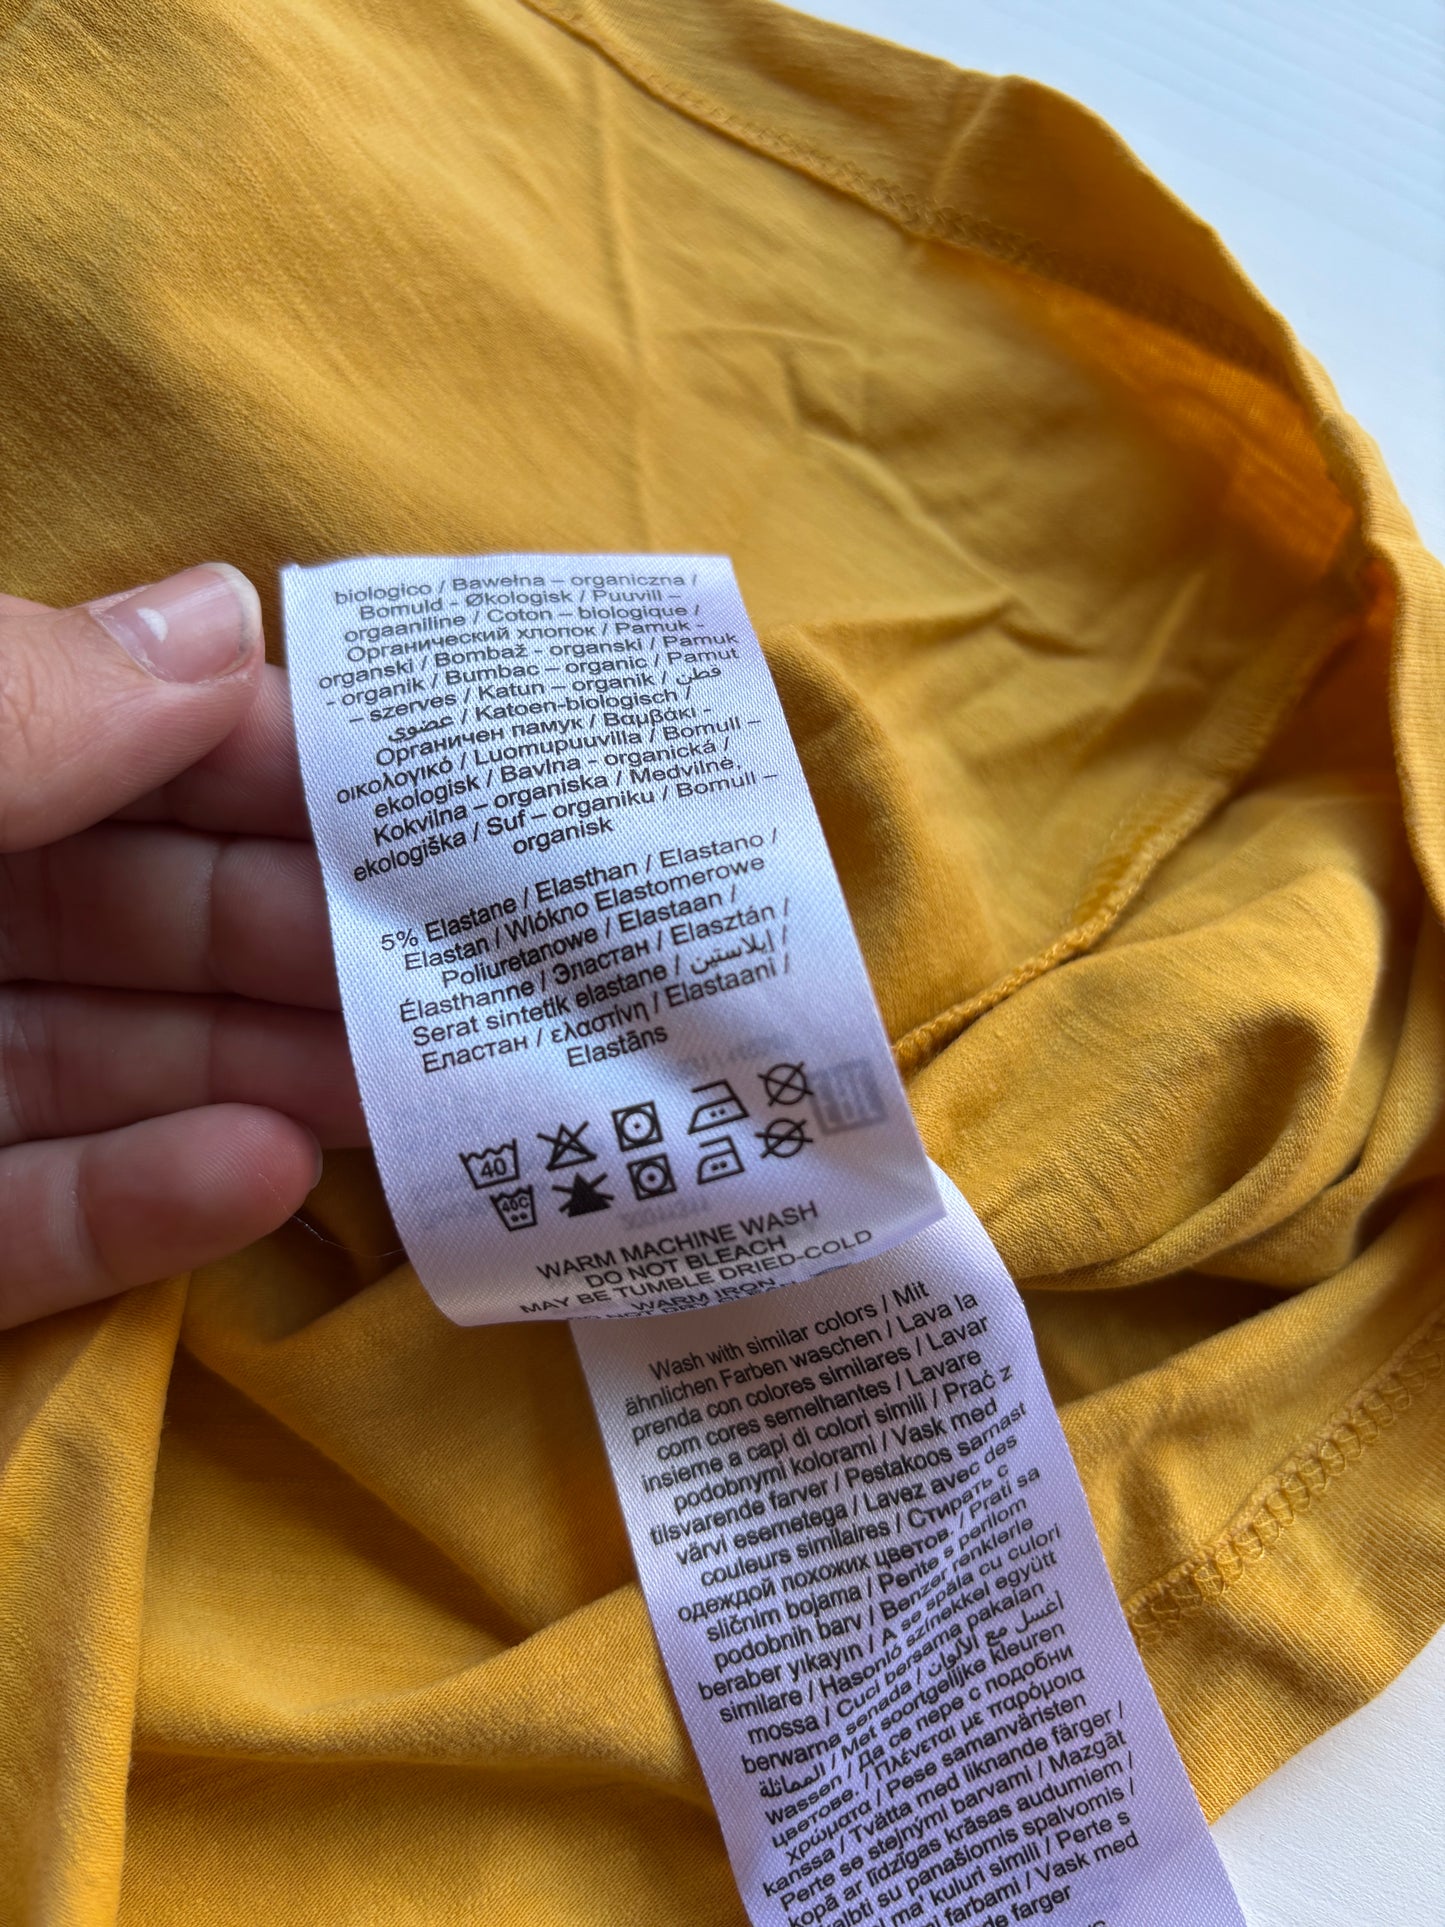 biologico / Bawełna – organiczna /
Bomuld - Økologisk / Puuvill –
orgaaniline / Coton – biologique /
Органический хлопок / Pamuk -
organski / Bombaž - organski / Pamuk
- organik / Bumbac – organic / Pamut
– szerves / Katun – organik / قطن
عضوي / Katoen-biologisch /
Органичен памук / Βαμβάκι -
οικολογικό / Luomupuuvilla / Bomull –
ekologisk / Bavlna - organická /
Kokvilna – organiska / Medvilnė,
ekologiška / Suf – organiku / Bomull –
organisk
5% Elastane / Elasthan / Elastano /
Elastan / Wlókno Elastomerowe
Poliuretanowe / Elastaan /
Élasthanne / Эластан / Elasztán /
Serat sintetik elastane / إيلاستين /
Еластан / ελαστίνη / Elastaani /
Elastāns
40
40C
WARM MACHINE WASH
DO NOT BLEACH
MAY BE TUMBLE DRIED-COLD
WARM IRON
Wash with similar colors / Mit
ähnlichen Farben waschen / Lava la
prenda con colores similares / Lavar
com cores semelhantes / Lavare
insieme a capi di colori simili / Prać z
podobnymi kolorami / Vask med
tilsvarende farver / Pestakoos samast
värvi esemetega / Lavez avec des
couleurs similaires / Стирать с
одеждой похожих цветов. / Prati sa
sličnim bojama / Perite s perilom
podobnih barv / Benzer renklerle
beraber yıkayın / A se spăla cu culori
similare / Hasonló színekkel együtt
mossa / Cuci bersama pakaian
berwarna senada / اغسل مع الألوان
المماثلة / Met soortgelijke kleuren
wassen / Да се пере с подобни
цветове. / Πλένεται με παρόμοια
χρώματα / Pese samanväristen
kanssa / Tvätta med liknande färger /
Perte se stejnými barvami / Mazgāt
kopā ar līdzīgas krāsas audumiem /
Skalbti su panašiomis spalvomis /
ma' kuluri simili / Perte s
farbami / Vask med
de farger